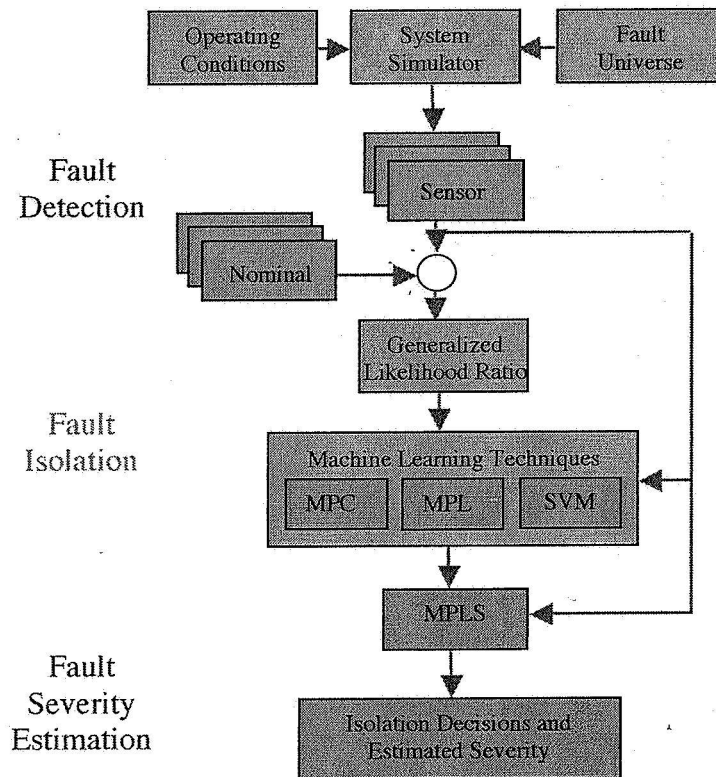 Operating
Conditions
System
Simulator
Fault
Universe
Fault
Detection
Sensor
Nominal
Generalized
Likelihood Ratio
Fault
Isolation
Machine Learning Techniques
MPC
MPL
SVM
MPLS
Fault
Severity
Estimation
Isolation Decisions and
Estimated Severity